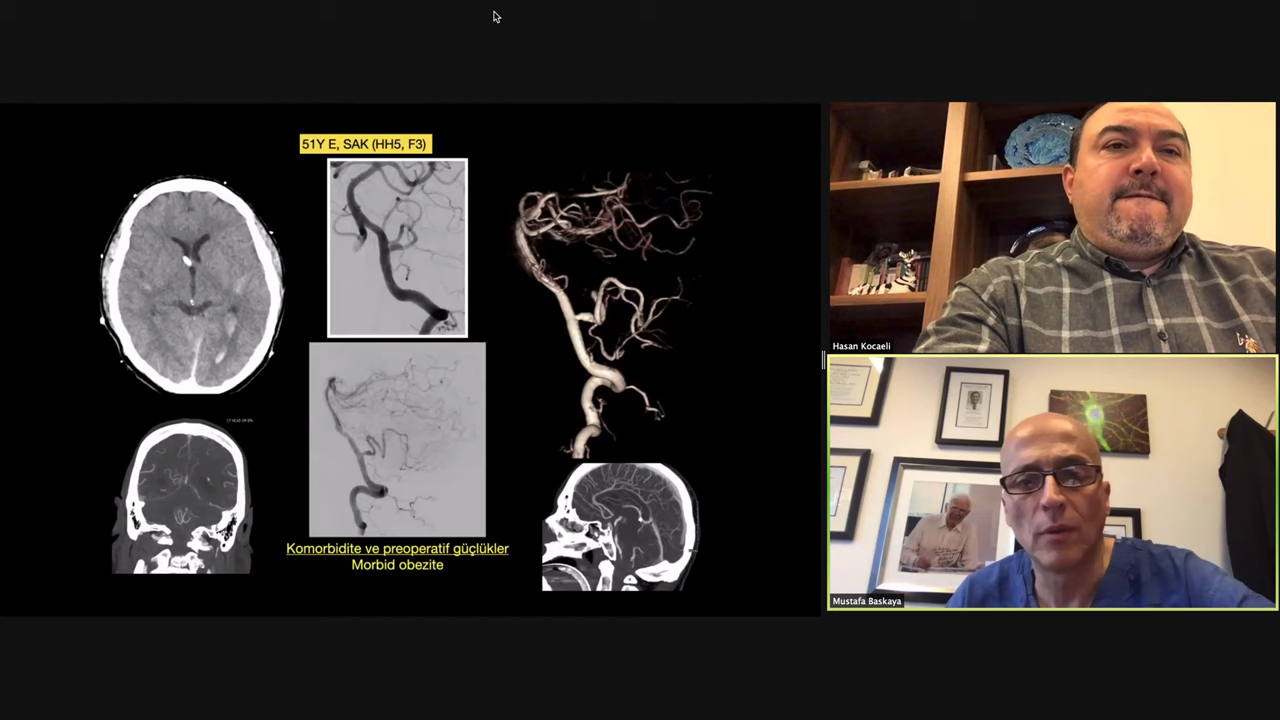 51Y E, SAK (HH5, F3)
Komorbidite ve preoperatif güçlükler
Morbid obezite
Hasan Kocaeli
Mustafa Baskaya